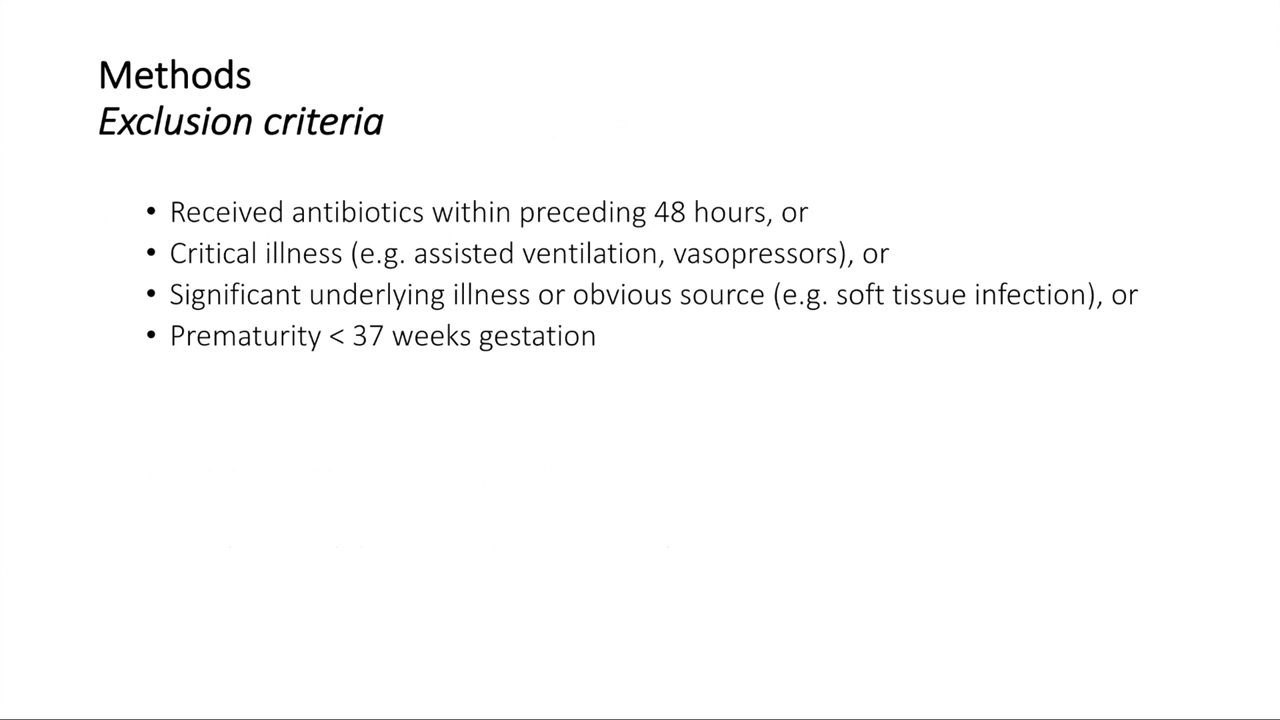 Methods
Exclusion criteria
• Received antibiotics within preceding 48 hours, or
• Critical illness (e.g. assisted ventilation, vasopressors), or
• Significant underlying illness or obvious source (e.g. soft tissue infection), or
• Prematurity < 37 weeks gestation